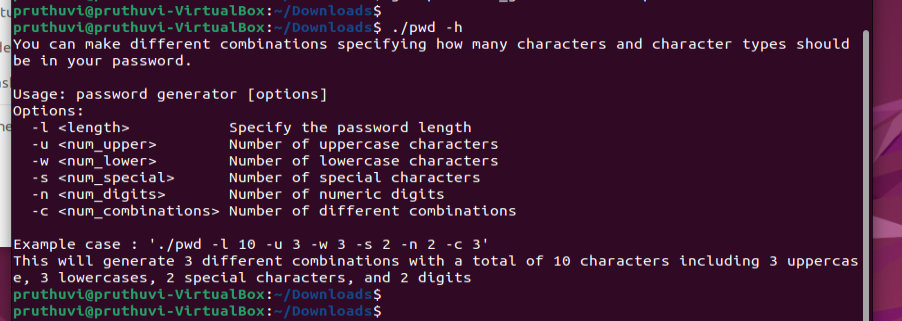 pruthuvi@pruthuvi-VirtualBox:~/Downloads$
pruthuvi@pruthuvi-VirtualBox:~/Downloads$ ./pwd -h
You can make different combinations specifying how many characters and character types should
be in your password.
Usage: password generator [options]
Options:
-l <length> Specify the password length
-u <num_upper> Number of uppercase characters
-w <num_lower> Number of lowercase characters
-s <num_special> Number of special characters
-n <num_digits> Number of numeric digits
-c <num_combinations> Number of different combinations
Example case : './pwd -l 10 -u 3 -w 3 -s 2 -n 2 -c 3'
This will generate 3 different combinations with a total of 10 characters including 3 uppercas
e, 3 lowercases, 2 special characters, and 2 digits
pruthuvi@pruthuvi-VirtualBox:~/Downloads$
pruthuvi@pruthuvi-VirtualBox:~/Downloads$